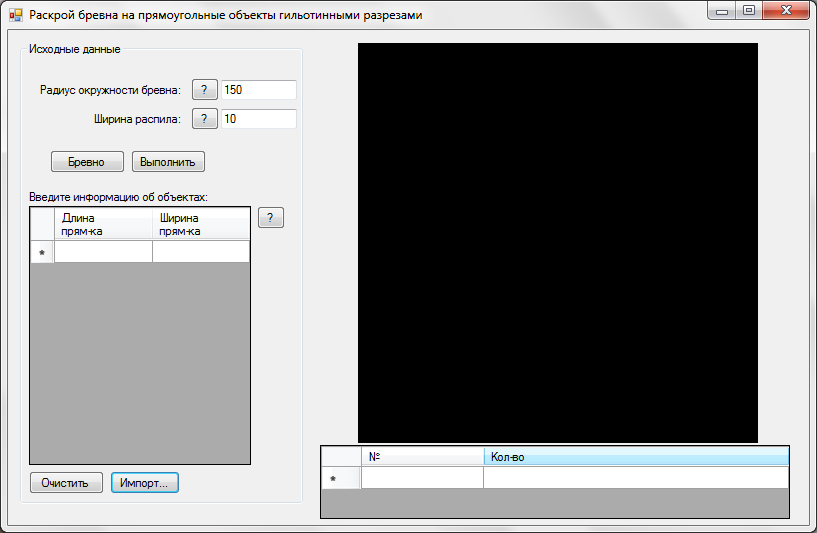 Раскрой бревна на прямоугольные объекты гильотинными разрезами
Исходные данные
Радиус окружности бревна: ? 150
Ширина распила: ? 10
Бревно Выполнить
Введите информацию об объектах:
?
Длина прям-ка
Ширина прям-ка
*
Очистить Импорт...
№ Кол-во
*